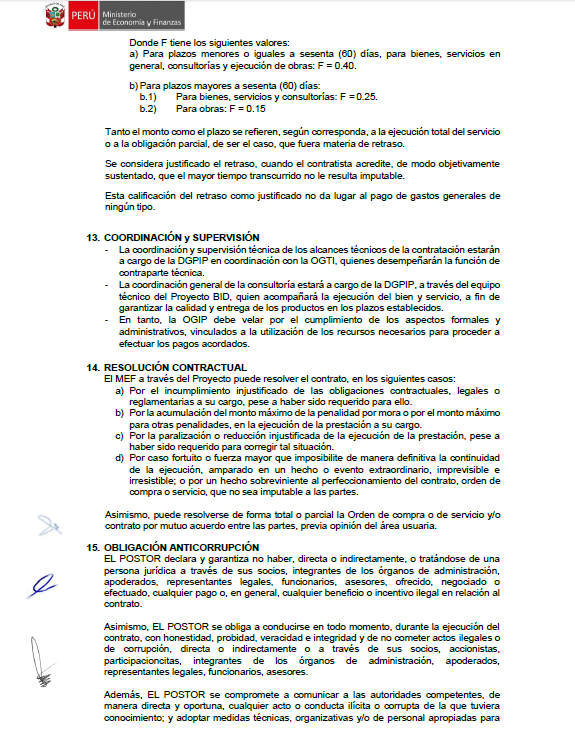 PERÚ
Ministerio
de Economía y Finanzas
Donde F tiene los siguientes valores:
a) Para plazos menores o iguales a sesenta (60) días, para bienes, servicios en
general, consultorías y ejecución de obras: F = 0.40.
b) Para plazos mayores a sesenta (60) días:
b.1) Para bienes, servicios y consultorías: F = 0.25.
b.2) Para obras: F = 0.15
Tanto el monto como el plazo se refieren, según corresponda, a la ejecución total del servicio
o a la obligación parcial, de ser el caso, que fuera materia de retraso.
Se considera justificado el retraso, cuando el contratista acredite, de modo objetivamente
sustentado, que el mayor tiempo transcurrido no le resulta imputable.
Esta calificación del retraso como justificado no da lugar al pago de gastos generales de
ningún tipo.
13. COORDINACIÓN y SUPERVISIÓN
- La coordinación y supervisión técnica de los alcances técnicos de la contratación estarán
a cargo de la DGPIP en coordinación con la OGTI, quienes desempeñarán la función de
contraparte técnica.
- La coordinación general de la consultoría estará a cargo de la DGPIP, a través del equipo
técnico del Proyecto BID, quien acompañará la ejecución del bien y servicio, a fin de
garantizar la calidad y entrega de los productos en los plazos establecidos.
- En tanto, la OGIP debe velar por el cumplimiento de los aspectos formales y
administrativos, vinculados a la utilización de los recursos necesarios para proceder a
efectuar los pagos acordados.
14. RESOLUCIÓN CONTRACTUAL
El MEF a través del Proyecto puede resolver el contrato, en los siguientes casos:
a) Por el incumplimiento injustificado de las obligaciones contractuales, legales o
reglamentarias a su cargo, pese a haber sido requerido para ello.
b) Por la acumulación del monto máximo de la penalidad por mora o por el monto máximo
para otras penalidades, en la ejecución de la prestación a su cargo.
c) Por la paralización o reducción injustificada de la ejecución de la prestación, pese a
haber sido requerido para corregir tal situación.
d) Por caso fortuito o fuerza mayor que imposibilite de manera definitiva la continuidad
de la ejecución, amparado en un hecho o evento extraordinario, imprevisible e
irresistible; o por un hecho sobreviniente al perfeccionamiento del contrato, orden de
compra o servicio, que no sea imputable a las partes.
Asimismo, puede resolverse de forma total o parcial la Orden de compra o de servicio y/o
contrato por mutuo acuerdo entre las partes, previa opinión del área usuaria.
15. OBLIGACIÓN ANTICORRUPCIÓN
EL POSTOR declara y garantiza no haber, directa o indirectamente, o tratándose de una
persona jurídica a través de sus socios, integrantes de los órganos de administración,
apoderados, representantes legales, funcionarios, asesores, ofrecido, negociado o
efectuado, cualquier pago o, en general, cualquier beneficio o incentivo ilegal en relación al
contrato.
Asimismo, EL POSTOR se obliga a conducirse en todo momento, durante la ejecución del
contrato, con honestidad, probidad, veracidad e integridad y de no cometer actos ilegales o
de corrupción, directa o indirectamente o a través de sus socios, accionistas,
participacioncitas, integrantes de los órganos de administración, apoderados,
representantes legales, funcionarios, asesores.
Además, EL POSTOR se compromete a comunicar a las autoridades competentes, de
manera directa y oportuna, cualquier acto o conducta ilícita o corrupta de la que tuviera
conocimiento; y adoptar medidas técnicas, organizativas y/o de personal apropiadas para